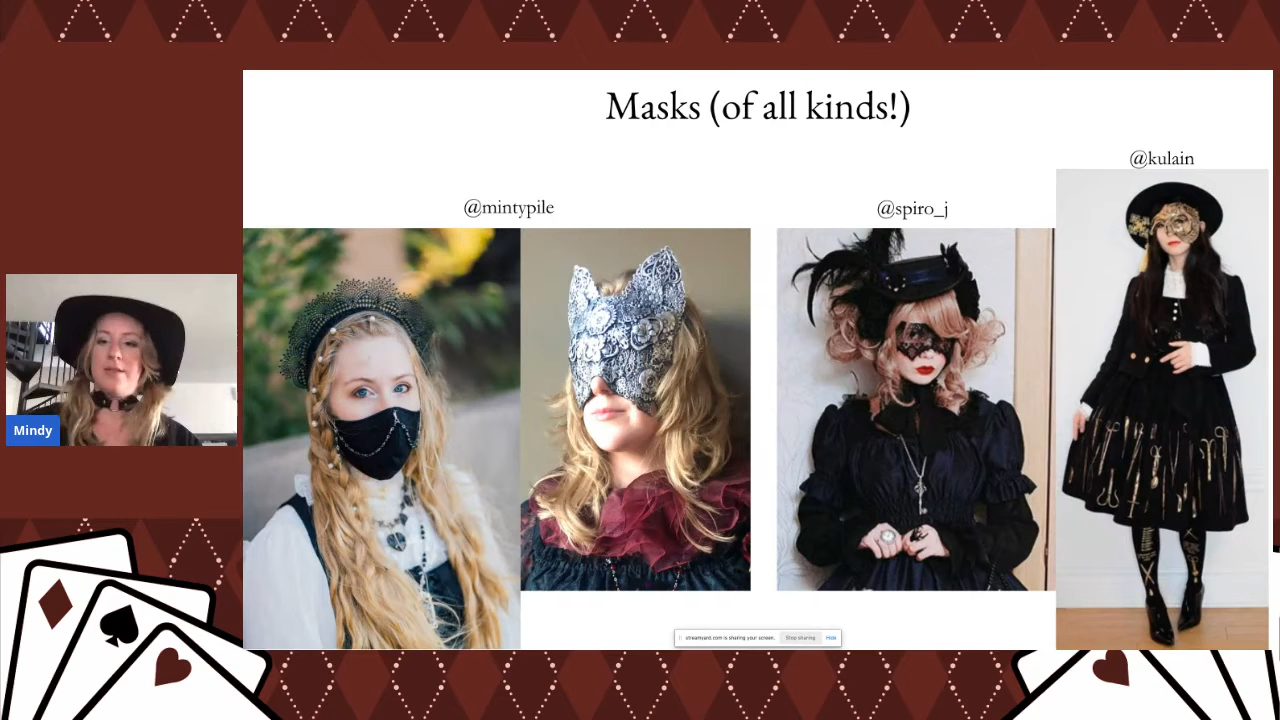 Masks (of all kinds!)
@kulain
@mintypile
@spiro_j
Mindy
streamyard.com is sharing your screen.
Stop sharing
Hide